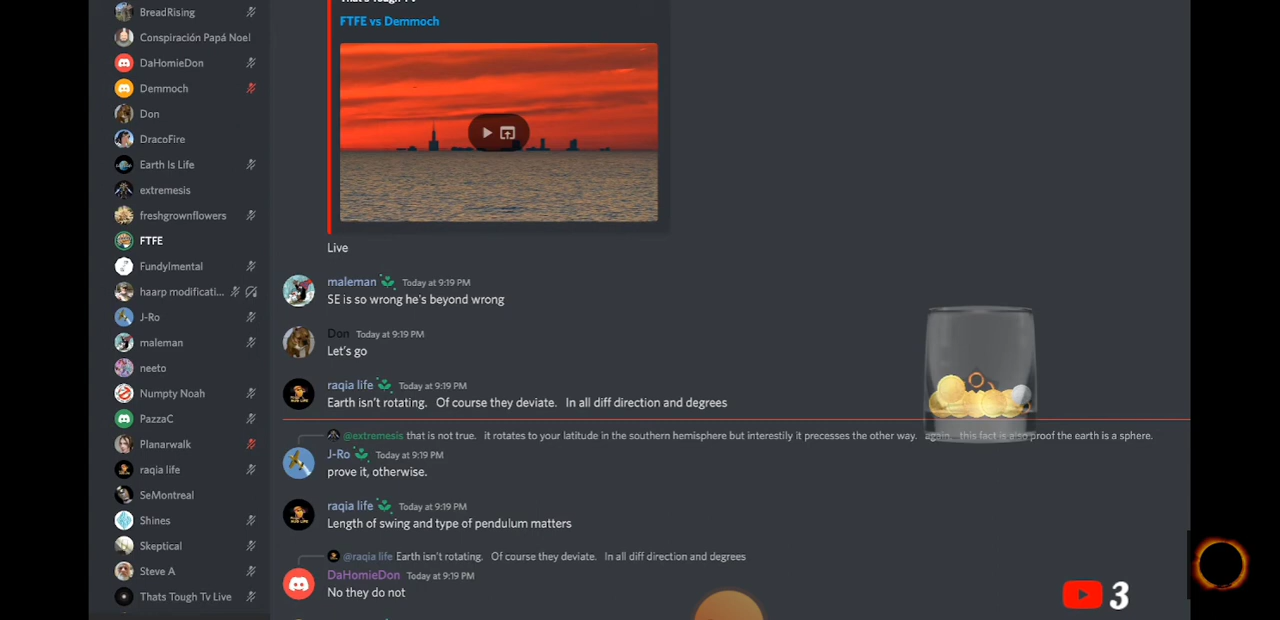 BreadRising
Conspiración Papá Noel
DaHomieDon
Demmoch
Don
DracoFire
Earth Is Life
extremesis
freshgrownflowers
FTFE
Fundylmental
haarp modificati...
J-Ro
maleman
neeto
Numpty Noah
PazzaC
Planarwalk
raqia life
SeMontreal
Shines
Skeptical
Steve A
Thats Tough Tv Live
FTFE vs Demmoch
Live
maleman Today at 9:19 PM
SE is so wrong he's beyond wrong
Don Today at 9:19 PM
Let's go
raqia life Today at 9:19 PM
Earth isn't rotating. Of course they deviate. In all diff direction and degrees
@extremesis that is not true. it rotates to your latitude in the southern hemisphere but interestily it precesses the other way. again. this fact is also proof the earth is a sphere.
J-Ro Today at 9:19 PM
prove it, otherwise.
raqia life Today at 9:19 PM
Length of swing and type of pendulum matters
@raqia life Earth isn't rotating. Of course they deviate. In all diff direction and degrees
DaHomieDon Today at 9:19 PM
No they do not
3